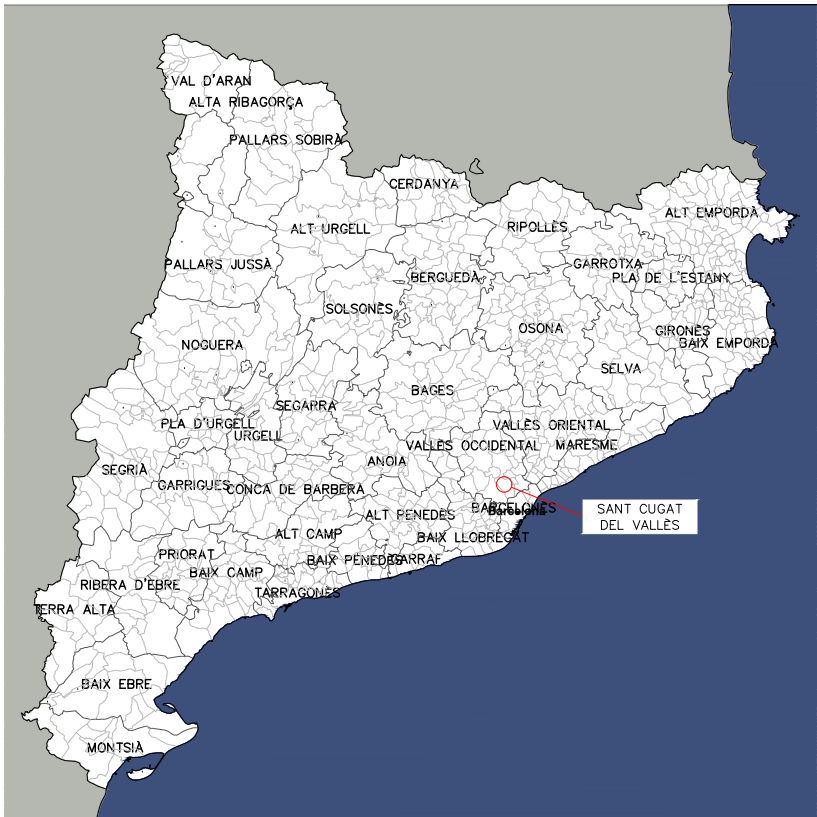 VAL D'ARAN
ALTA RIBAGORÇA
PALLARS SOBIRÀ
CERDANYA
ALT EMPORDÀ
ALT URGELL
RIPOLLÈS
PALLARS JUSSÀ
GARROTXA
BERGUEDÀ
PLA DE L'ESTANY
SOLSONÈS
OSONA
GIRONÈS
NOGUERA
BAIX EMPORDÀ
SELVA
BAGES
SEGARRA
PLA D'URGELL
VALLÈS ORIENTAL
URGELL
VALLÈS OCCIDENTAL
MARESME
ANOIA
SEGRIÀ
GARRIGUES
CONCA DE BARBERÀ
BARCELONÈS
Barcelona
SANT CUGAT
DEL VALLÈS
ALT PENEDÈS
ALT CAMP
BAIX LLOBREGAT
PRIORAT
BAIX PENEDÈS
GARRAF
BAIX CAMP
RIBERA D'EBRE
TARRAGONÈS
TERRA ALTA
BAIX EBRE
MONTSIÀ